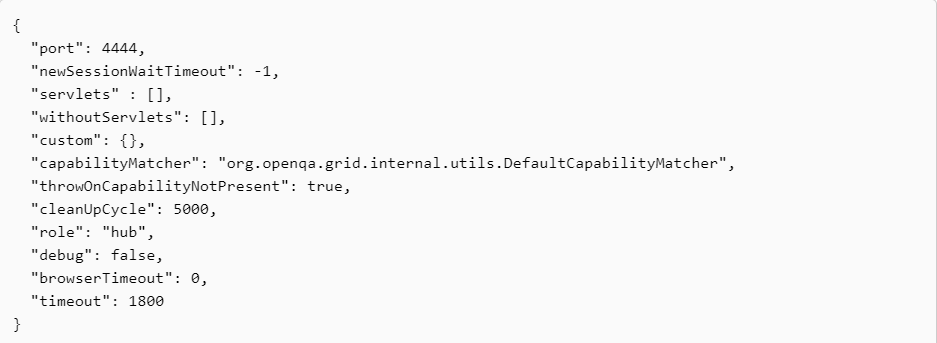 {
"port": 4444,
"newSessionWaitTimeout": -1,
"servlets" : [],
"withoutServlets": [],
"custom": {},
"capabilityMatcher": "org.openqa.grid.internal.utils.DefaultCapabilityMatcher",
"throwOnCapabilityNotPresent": true,
"cleanUpCycle": 5000,
"role": "hub",
"debug": false,
"browserTimeout": 0,
"timeout": 1800
}